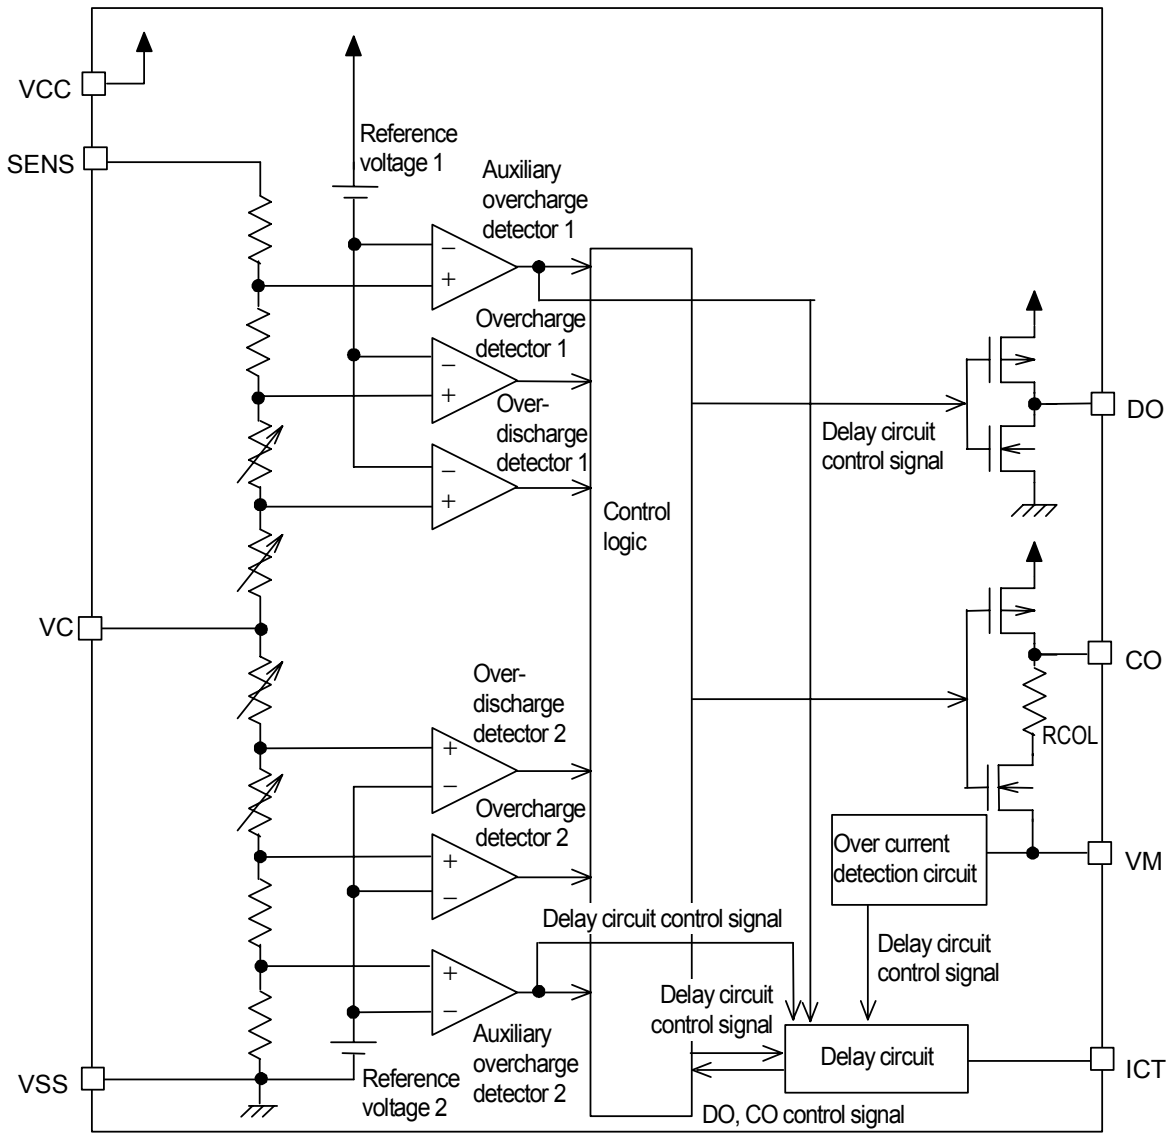 VCC
SENS
Reference
voltage 1
Auxiliary
overcharge
detector 1
−
+
Overcharge
detector 1
−
+
Over-
discharge
detector 1
−
+
Control
logic
Delay circuit
control signal
DO
VC
CO
RCOL
Over-
discharge
detector 2
+
−
Overcharge
detector 2
+
−
Over current
detection circuit
VM
Delay circuit control signal
Delay circuit
control signal
+
−
Delay circuit
control signal
Auxiliary
overcharge
detector 2
Delay circuit
ICT
VSS
Reference
voltage 2
DO, CO control signal